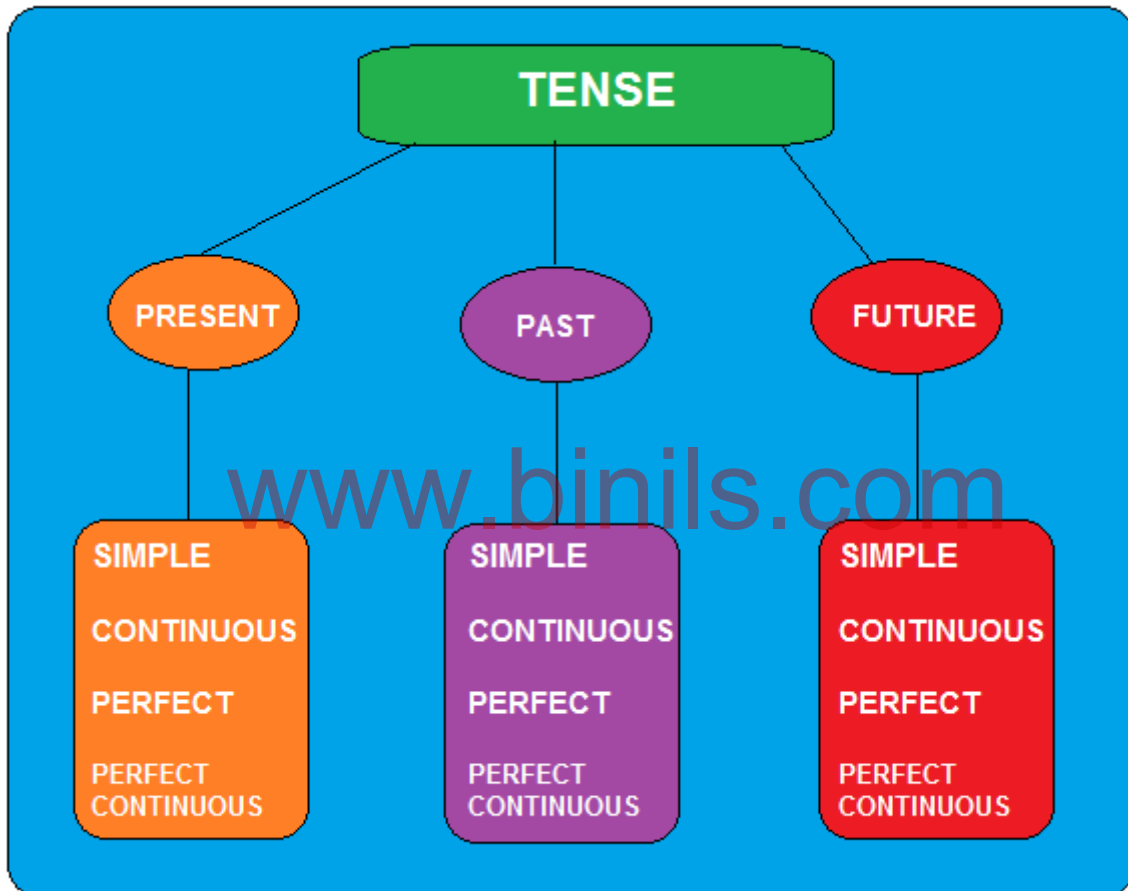 TENSE
PRESENT
PAST
FUTURE
www.binils.com
SIMPLE
CONTINUOUS
PERFECT
PERFECT
CONTINUOUS
SIMPLE
CONTINUOUS
PERFECT
PERFECT
CONTINUOUS
SIMPLE
CONTINUOUS
PERFECT
PERFECT
CONTINUOUS